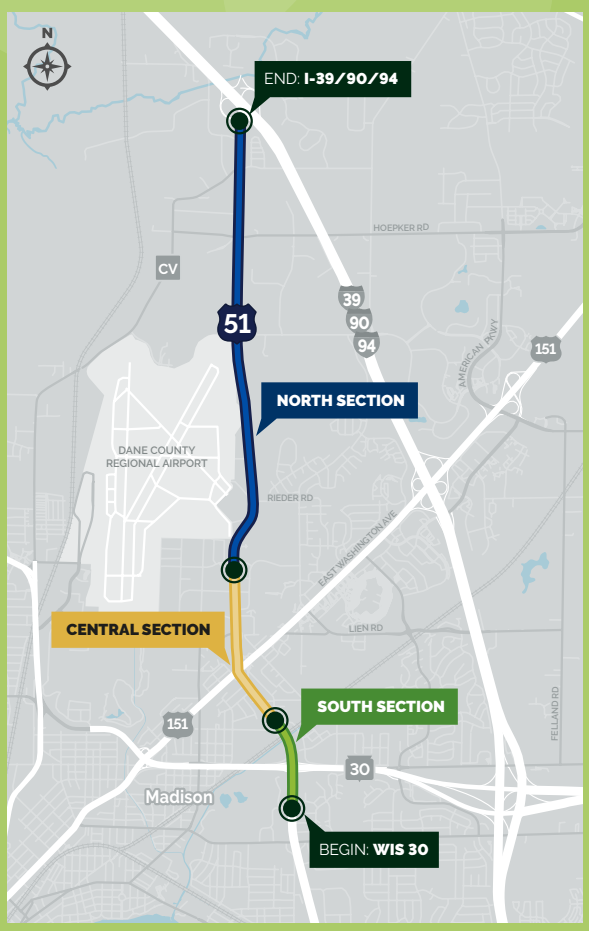 N
END: I-39/90/94
HOEPKER RD
CV
39
90
94
51
AMERICAN PKWY
151
NORTH SECTION
DANE COUNTY
REGIONAL AIRPORT
RIEDER RD
EAST WASHINGTON AVE
CENTRAL SECTION
LIEN RD
SOUTH SECTION
FELLAND RD
151
30
Madison
BEGIN: WIS 30